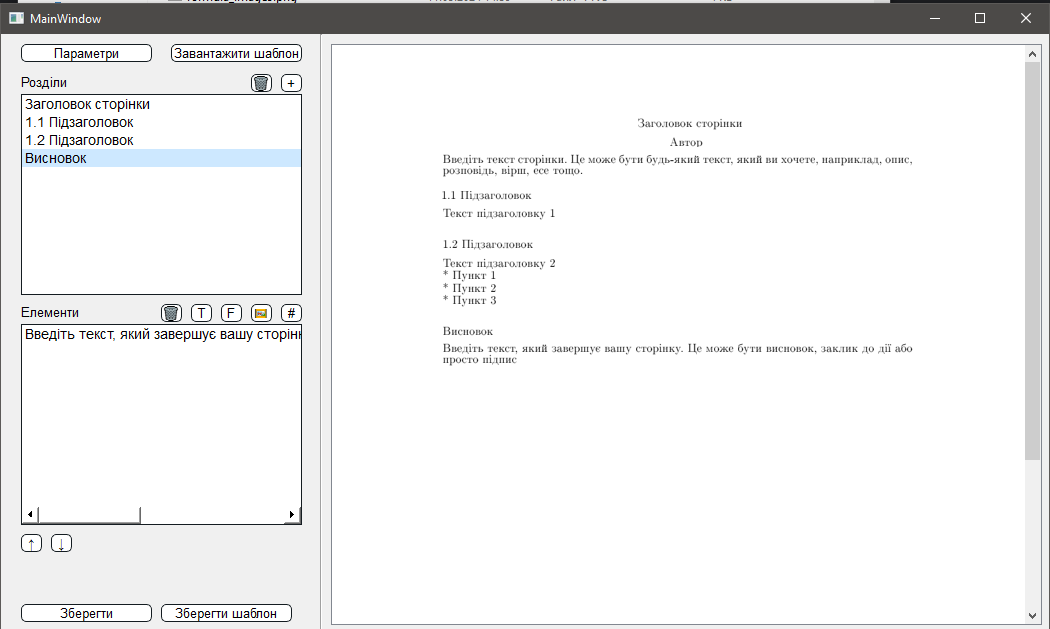 MainWindow
Параметри
Завантажити шаблон
Розділи
+
Заголовок сторінки
1.1 Підзаголовок
1.2 Підзаголовок
Висновок
Елементи
T
F
#
Введіть текст, який завершує вашу сторінк
↑
↓
Зберегти
Зберегти шаблон
Заголовок сторінки
Автор
Введіть текст сторінки. Це може бути будь-який текст, який ви хочете, наприклад, опис,
розповідь, вірш, есе тощо.
1.1 Підзаголовок
Текст підзаголовку 1
1.2 Підзаголовок
Текст підзаголовку 2
* Пункт 1
* Пункт 2
* Пункт 3
Висновок
Введіть текст, який завершує вашу сторінку. Це може бути висновок, заклик до дії або
просто підпис